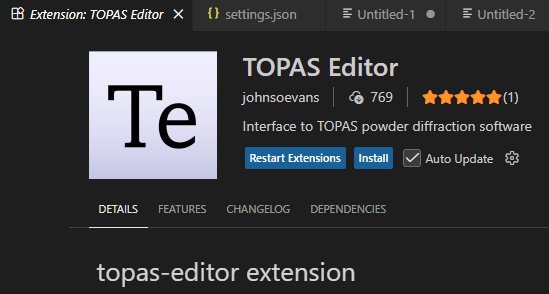 Extension: TOPAS Editor settings.json Untitled-1 Untitled-2
Te
TOPAS Editor
johnsoevans 769 (1)
Interface to TOPAS powder diffraction software
Restart Extensions Install Auto Update
DETAILS FEATURES CHANGELOG DEPENDENCIES
topas-editor extension